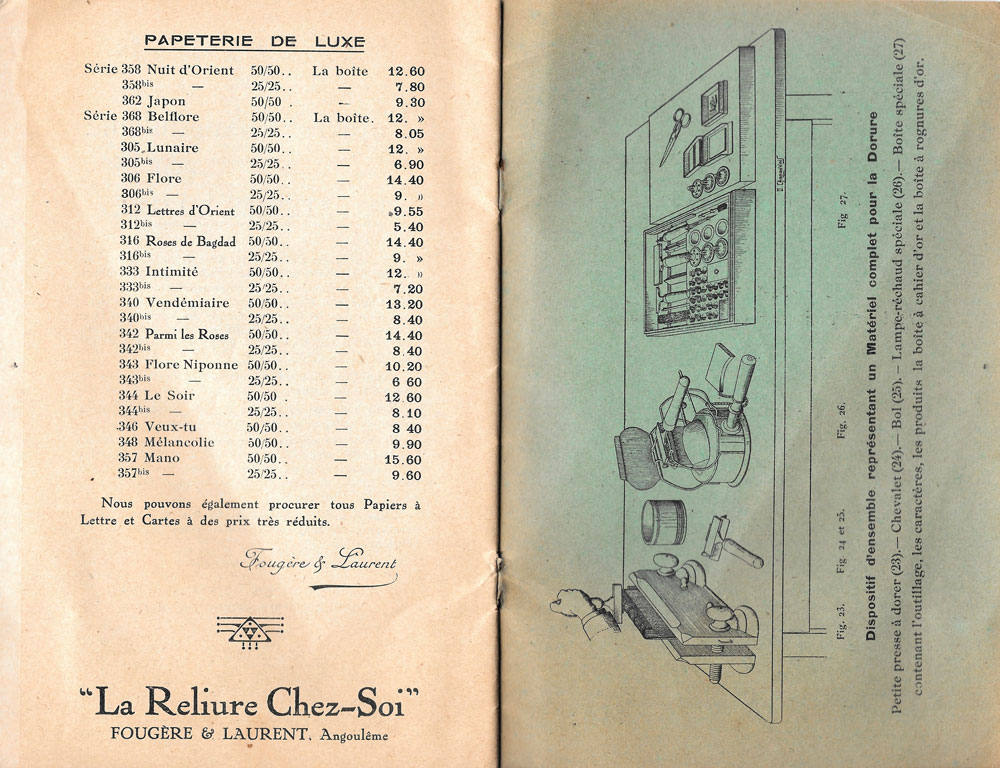 PAPETERIE DE LUXE
Série 358 Nuit d'Orient 50/50.. La boîte 12.60
358bis — 25/25.. — 7.80
362 Japon 50/50 . — 9.30
Série 368 Belflore 50/50.. La boîte. 12. »
368bis — 25/25.. — 8.05
305 Lunaire 50/50.. — 12. »
305bis — 25/25.. — 6.90
306 Flore 50/50.. — 14.40
306bis — 25/25.. — 9. »
312 Lettres d'Orient 50/50.. — 9.55
312bis — 25/25.. — 5.40
316 Roses de Bagdad 50/50.. — 14.40
316bis — 25/25.. — 9. »
333 Intimité 50/50.. — 12. »
333bis — 25/25.. — 7.20
340 Vendémiaire 50/50.. — 13.20
340bis — 25/25.. — 8.40
342 Parmi les Roses 50/50.. — 14.40
342bis — 25/25.. — 8.40
343 Flore Niponne 50/50.. — 10.20
343bis — 25/25.. — 6 60
344 Le Soir 50/50 . — 12.60
344bis — 25/25.. — 8.10
346 Veux-tu 50/50.. — 8 40
348 Mélancolie 50/50.. — 9.90
357 Mano 50/50.. — 15.60
357bis — 25/25.. — 9.60
Nous pouvons également procurer tous Papiers à
Lettre et Cartes à des prix très réduits.
Fougère & Laurent
"La Reliure Chez-Soi"
FOUGÈRE & LAURENT, Angoulême
Fig. 23. Fig. 24 et 25. Fig. 26. Fig 27.
Dispositif d'ensemble représentant un Matériel complet pour la Dorure
Petite presse à dorer (23).— Chevalet (24).— Bol (25). — Lampe-réchaud spéciale (26).— Boîte spéciale (27)
contenant l'outillage, les caractères, les produits la boîte à cahier d'or et la boîte à rognures d'or.